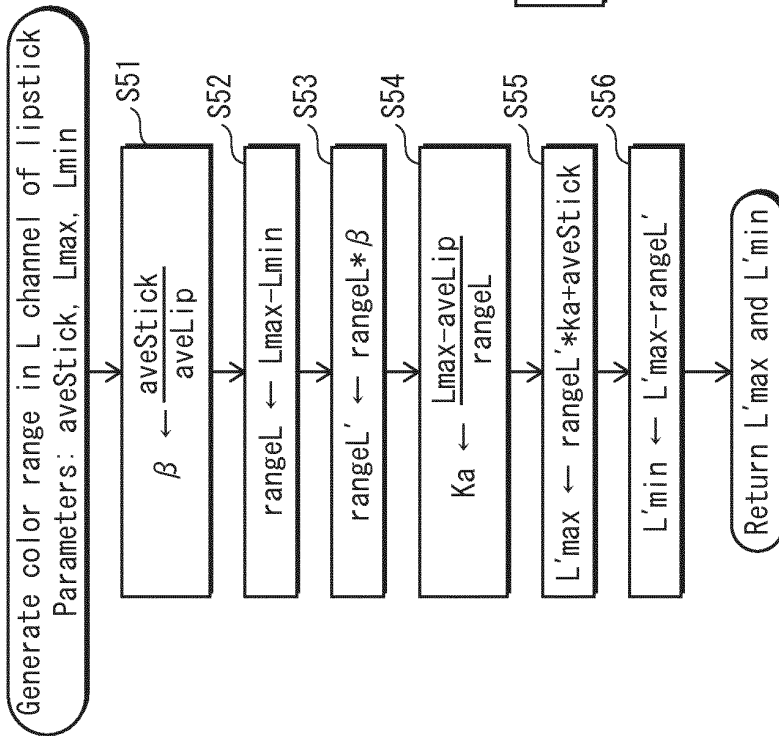 Generate color range in L channel of lipstick
Parameters: aveStick, Lmax, Lmin
S51
β ← aveStick
aveLip
S52
rangeL ← Lmax-Lmin
S53
rangeL' ← rangeL*β
S54
Ka ← Lmax-aveLip
rangeL
S55
L'max ← rangeL'*ka+aveStick
S56
L'min ← L'max-rangeL'
Return L'max and L'min